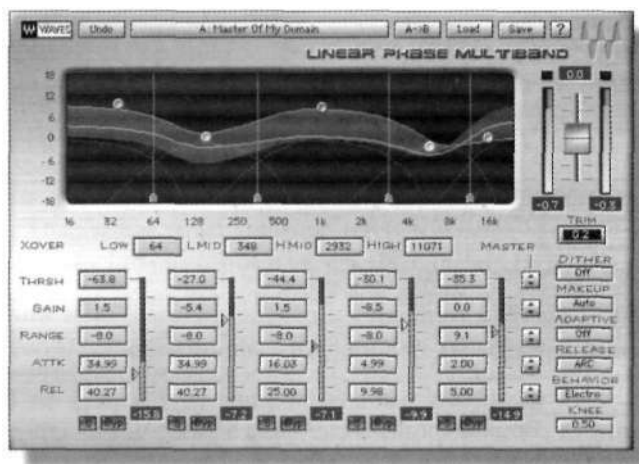 WAVES Undo A: Master Of My Domain A->B Load Save ?
LINEAR PHASE MULTIBAND
18
12
6
0
-6
-12
-18
0.0
-0.7 -0.3
16 32 64 128 250 500 1k 2k 4k 8k 16k
TRIM
0.2
XOVER LOW 64 LMID 348 HMID 2932 HIGH 11071 MASTER
DITHER
Off
THRSH -63.8 -27.0 -44.4 -30.1 -35.3
MAKEUP
Auto
GAIN 1.5 -5.4 1.5 -8.5 0.0
ADAPTIVE
Off
RANGE -8.0 -8.0 -8.0 -8.0 9.1
RELEASE
ARC
ATTK 34.99 34.99 16.03 4.99 2.00
BEHAVIOR
Electro
REL 40.27 40.27 25.00 9.98 5.00
KNEE
0.50
-15.8 -7.2 -7.1 -9.9 -14.9